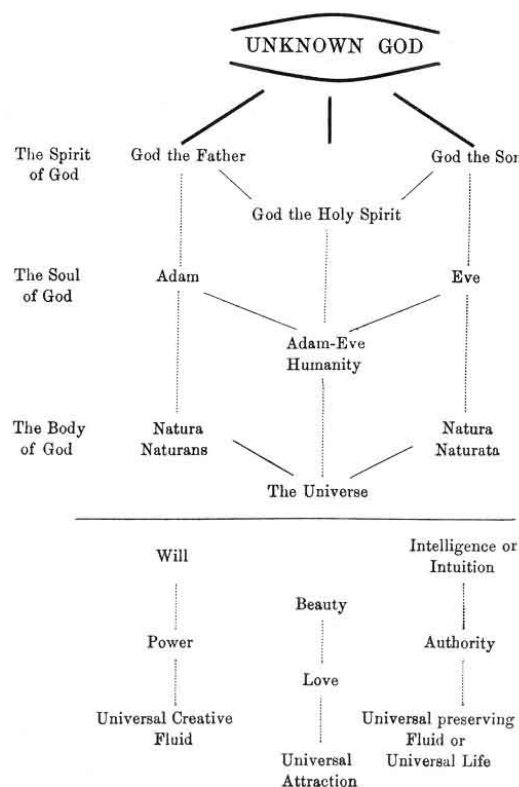 UNKNOWN GOD
The Spirit
of God
God the Father
God the Son
God the Holy Spirit
The Soul
of God
Adam
Eve
Adam-Eve
Humanity
The Body
of God
Natura
Naturans
Natura
Naturata
The Universe
Will
Intelligence or
Intuition
Beauty
Power
Authority
Love
Universal Creative
Fluid
Universal preserving
Fluid or
Universal Life
Universal
Attraction